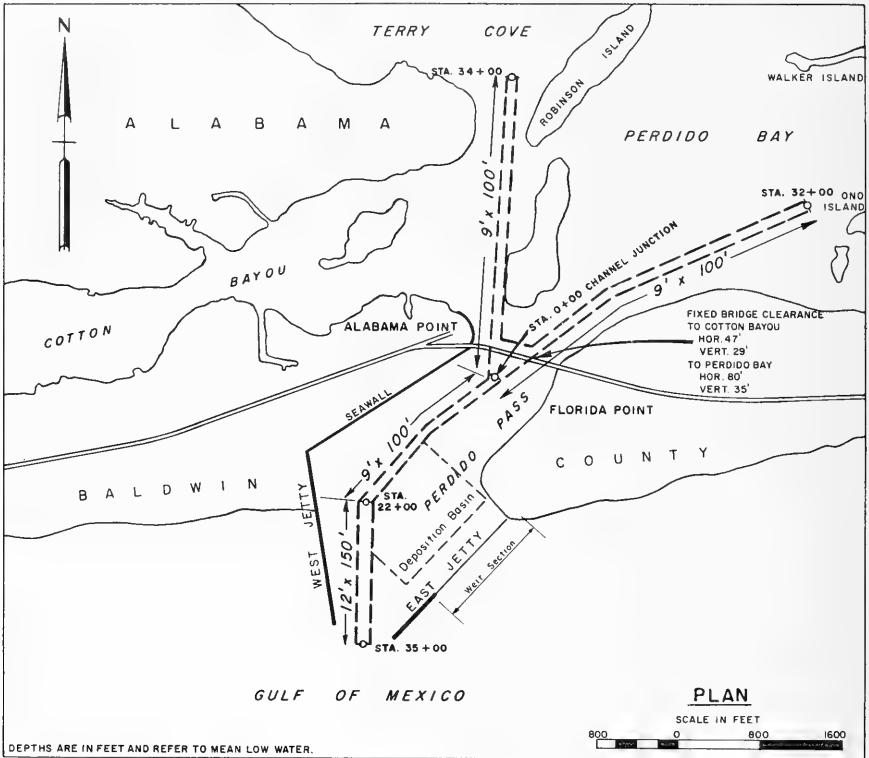 N
TERRY COVE
STA. 34+00
ROBINSON ISLAND
WALKER ISLAND
ALABAMA
PERDIDO BAY
STA. 32+00
ONO
ISLAND
9' x 100'
BAYOU
COTTON
STA. 0+00 CHANNEL JUNCTION
9' x 100'
ALABAMA POINT
FIXED BRIDGE CLEARANCE
TO COTTON BAYOU
HOR. 47'
VERT. 29'
TO PERDIDO BAY
HOR. 80'
VERT. 35'
SEAWALL
9' x 100'
PERDIDO PASS
FLORIDA POINT
BALDWIN COUNTY
WEST JETTY
STA.
22+00
Deposition Basin
12' x 150'
EAST JETTY
Weir Section
STA. 35+00
GULF OF MEXICO
PLAN
SCALE IN FEET
800 0 800 1600
DEPTHS ARE IN FEET AND REFER TO MEAN LOW WATER.